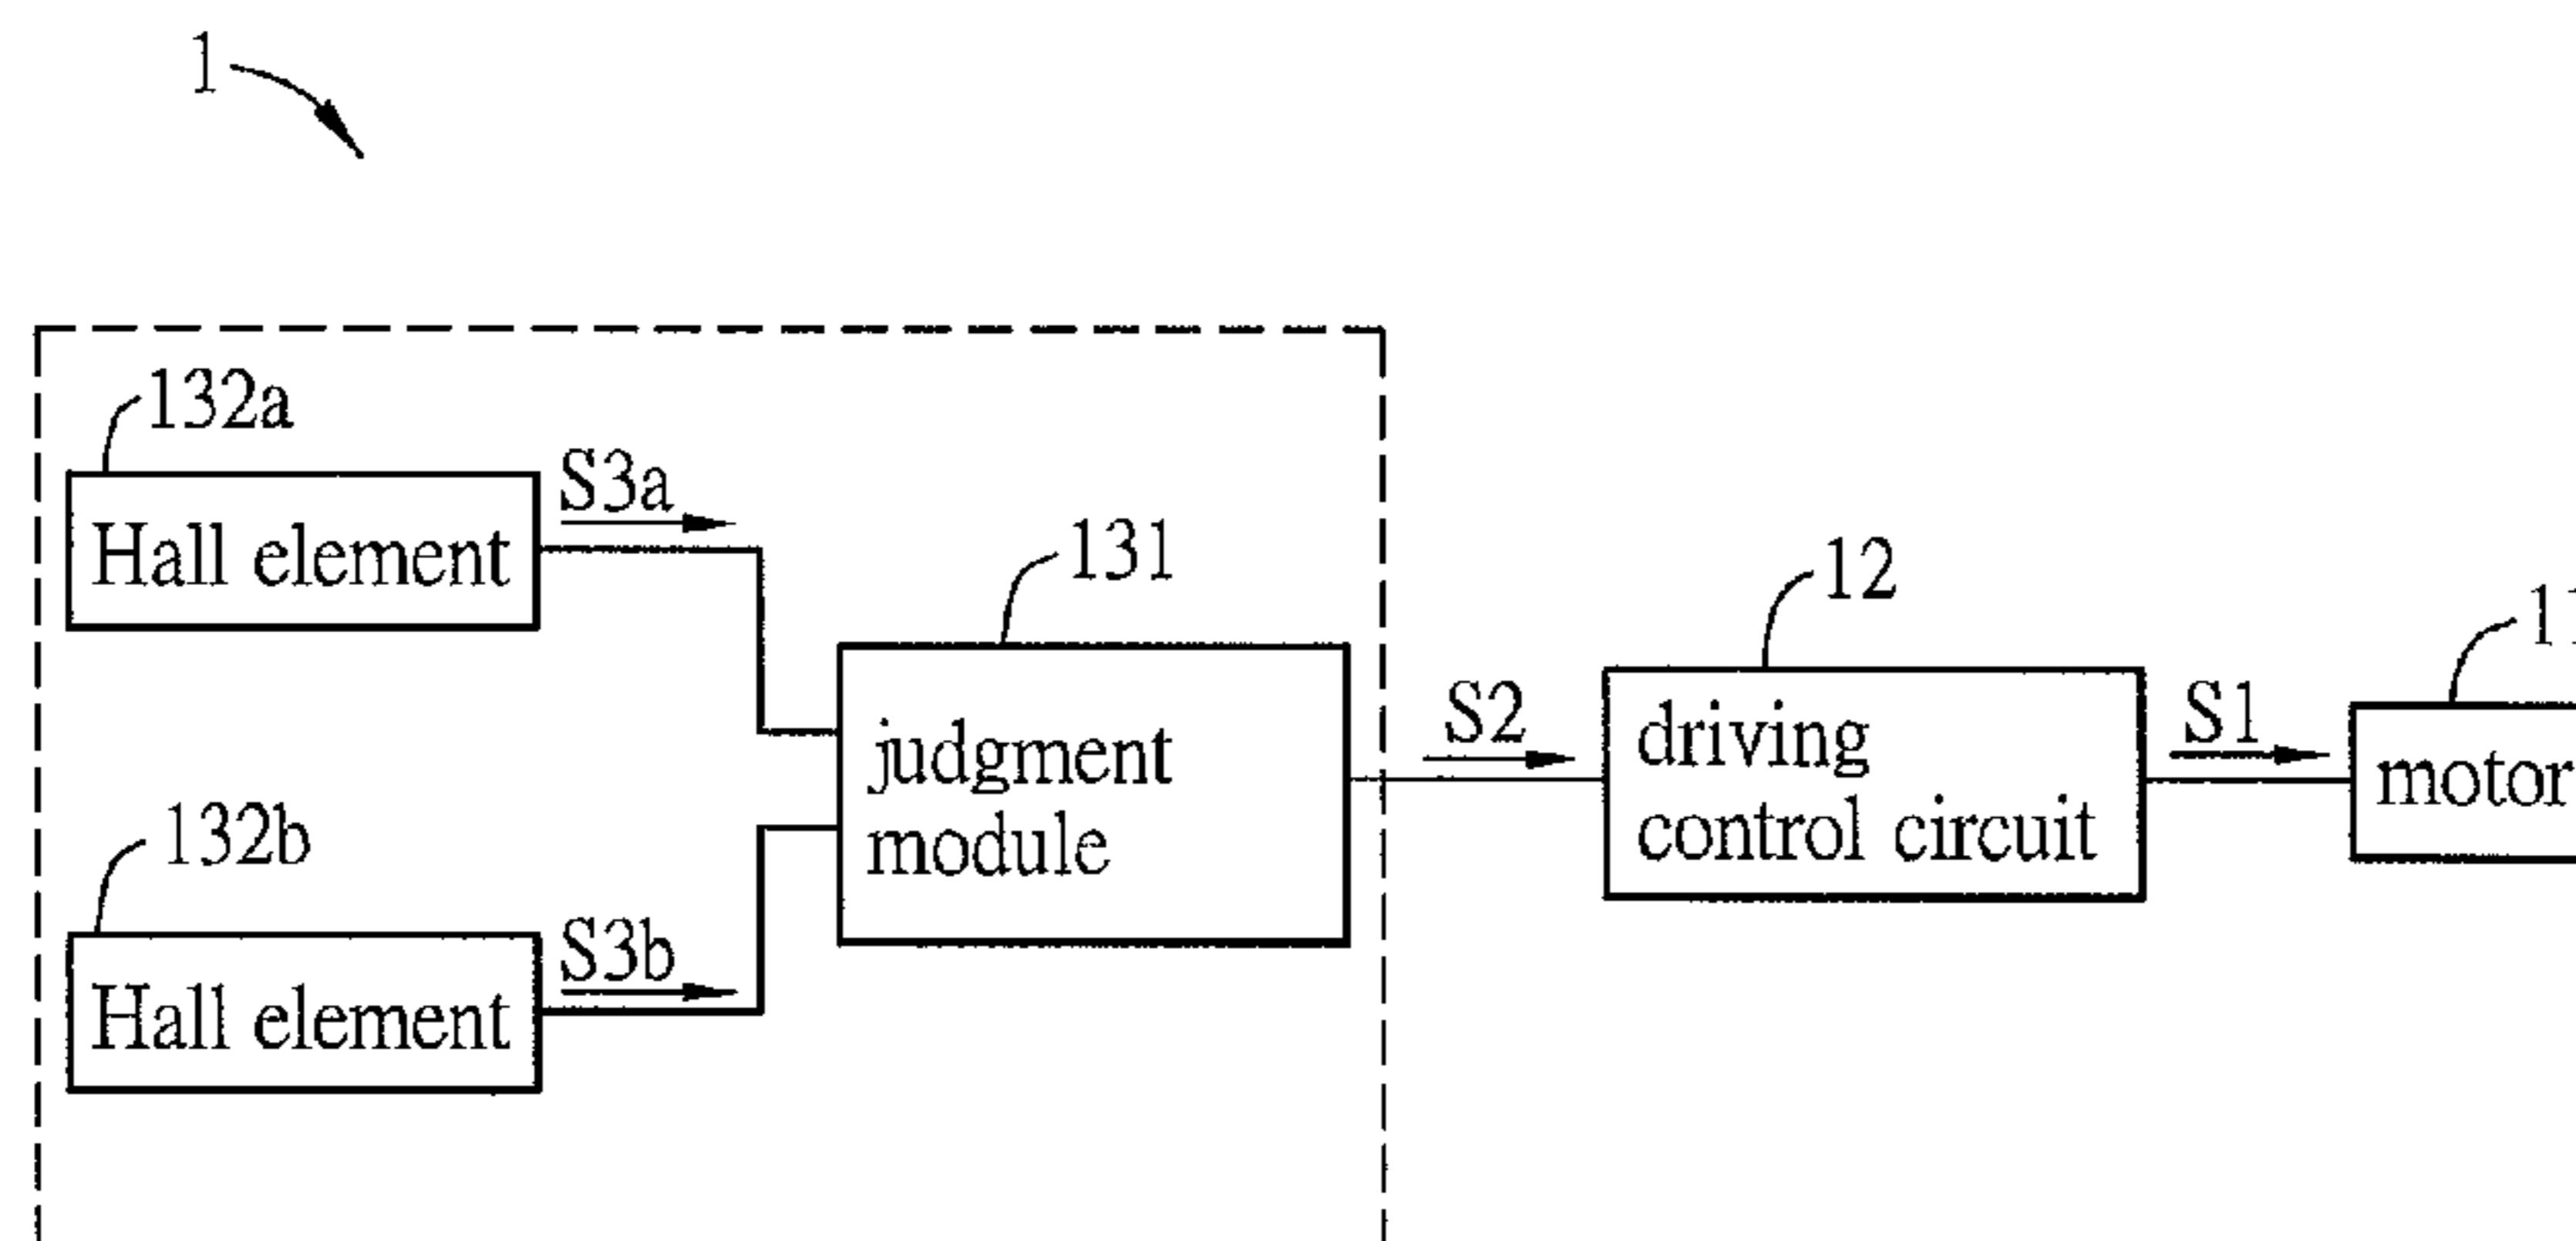 1
132a
Hall element
S3a
131
judgment
module
132b
Hall element
S3b
S2
12
driving
control circuit
S1
11
motor